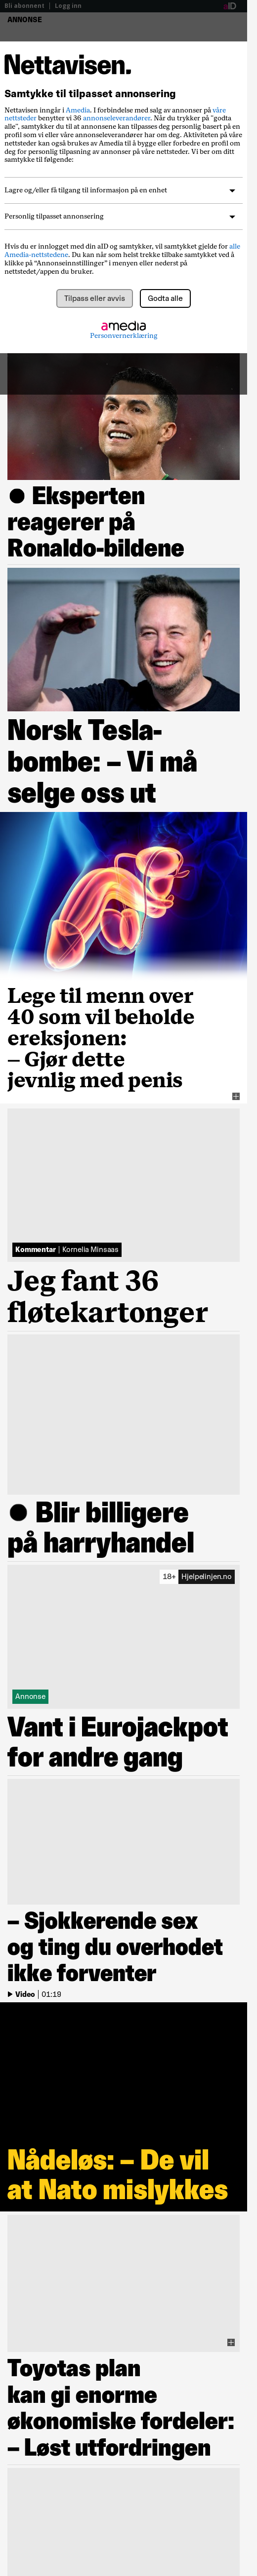 Bli abonnent | Logg inn
aID
ANNONSE
Nettavisen.
Samtykke til tilpasset annonsering
Nettavisen inngår i Amedia. I forbindelse med salg av annonser på våre
nettsteder benytter vi 36 annonseleverandører. Når du trykker på "godta
alle", samtykker du til at annonsene kan tilpasses deg personlig basert på en
profil som vi eller våre annonseleverandører har om deg. Aktiviteten på våre
nettsteder kan også brukes av Amedia til å bygge eller forbedre en profil om
deg for personlig tilpasning av annonser på våre nettsteder. Vi ber om ditt
samtykke til følgende:
Lagre og/eller få tilgang til informasjon på en enhet
Personlig tilpasset annonsering
Hvis du er innlogget med din aID og samtykker, vil samtykket gjelde for alle
Amedia-nettstedene. Du kan når som helst trekke tilbake samtykket ved å
klikke på “Annonseinnstillinger” i menyen eller nederst på
nettstedet/appen du bruker.
Tilpass eller avvis
Godta alle
amedia
Personvernerklæring
Eksperten
reagerer på
Ronaldo-bildene
Norsk Tesla-
bombe: – Vi må
selge oss ut
Lege til menn over
40 som vil beholde
ereksjonen:
– Gjør dette
jevnlig med penis
Kommentar | Kornelia Minsaas
Jeg fant 36
fløtekartonger
Blir billigere
på harryhandel
18+ Hjelpelinjen.no
Annonse
Vant i Eurojackpot
for andre gang
– Sjokkerende sex
og ting du overhodet
ikke forventer
Video | 01:19
Nådeløs: – De vil
at Nato mislykkes
Toyotas plan
kan gi enorme
økonomiske fordeler:
– Løst utfordringen